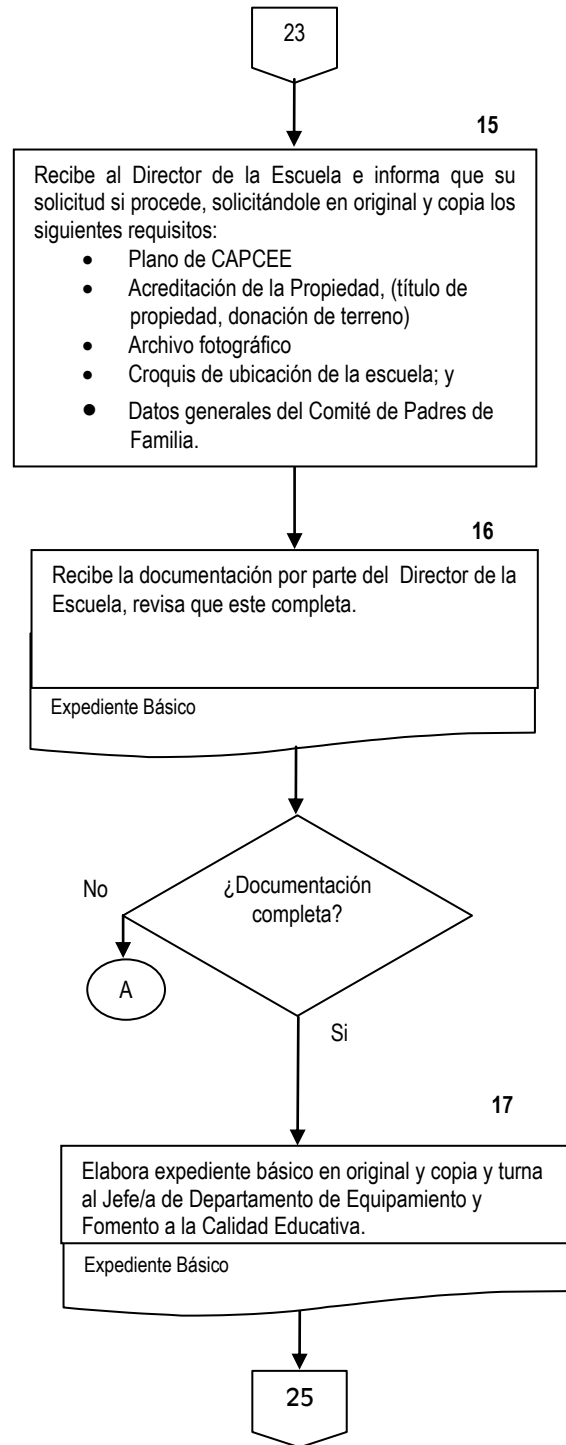 23
15
Recibe al Director de la Escuela e informa que su
solicitud si procede, solicitándole en original y copia los
siguientes requisitos:
• Plano de CAPCEE
• Acreditación de la Propiedad, (título de
propiedad, donación de terreno)
• Archivo fotográfico
• Croquis de ubicación de la escuela; y
• Datos generales del Comité de Padres de
Familia.
16
Recibe la documentación por parte del Director de la
Escuela, revisa que este completa.
Expediente Básico
¿Documentación
completa?
No
A
Si
17
Elabora expediente básico en original y copia y turna
al Jefe/a de Departamento de Equipamiento y
Fomento a la Calidad Educativa.
Expediente Básico
25